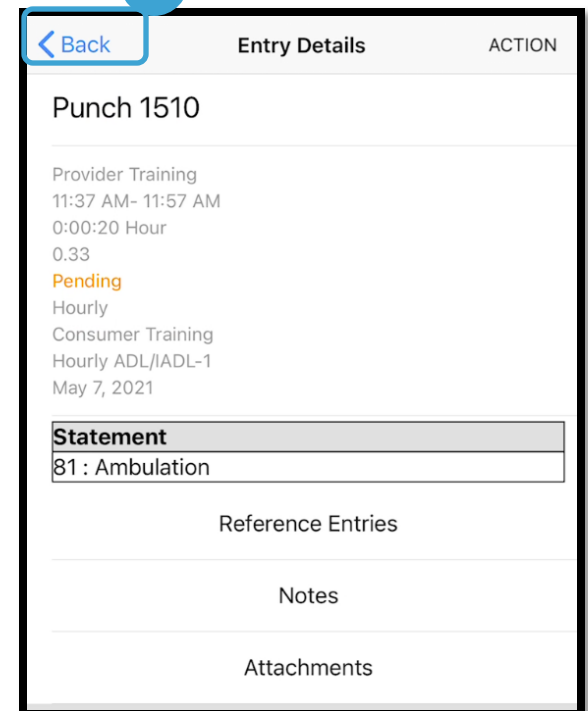 Back
Entry Details
ACTION
Punch 1510
Provider Training
11:37 AM- 11:57 AM
0:00:20 Hour
0.33
Pending
Hourly
Consumer Training
Hourly ADL/IADL-1
May 7, 2021
Statement
81 : Ambulation
Reference Entries
Notes
Attachments